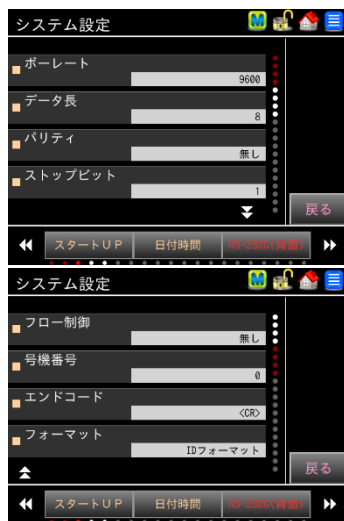 システム設定
M
ボーレート
9600
データ長
8
パリティ
無し
ストップビット
1
戻る
スタートUP
日付時間
RS-232C(背面)
システム設定
M
フロー制御
無し
号機番号
0
エンドコード
<CR>
フォーマット
IDフォーマット
戻る
スタートUP
日付時間
RS-232C(背面)